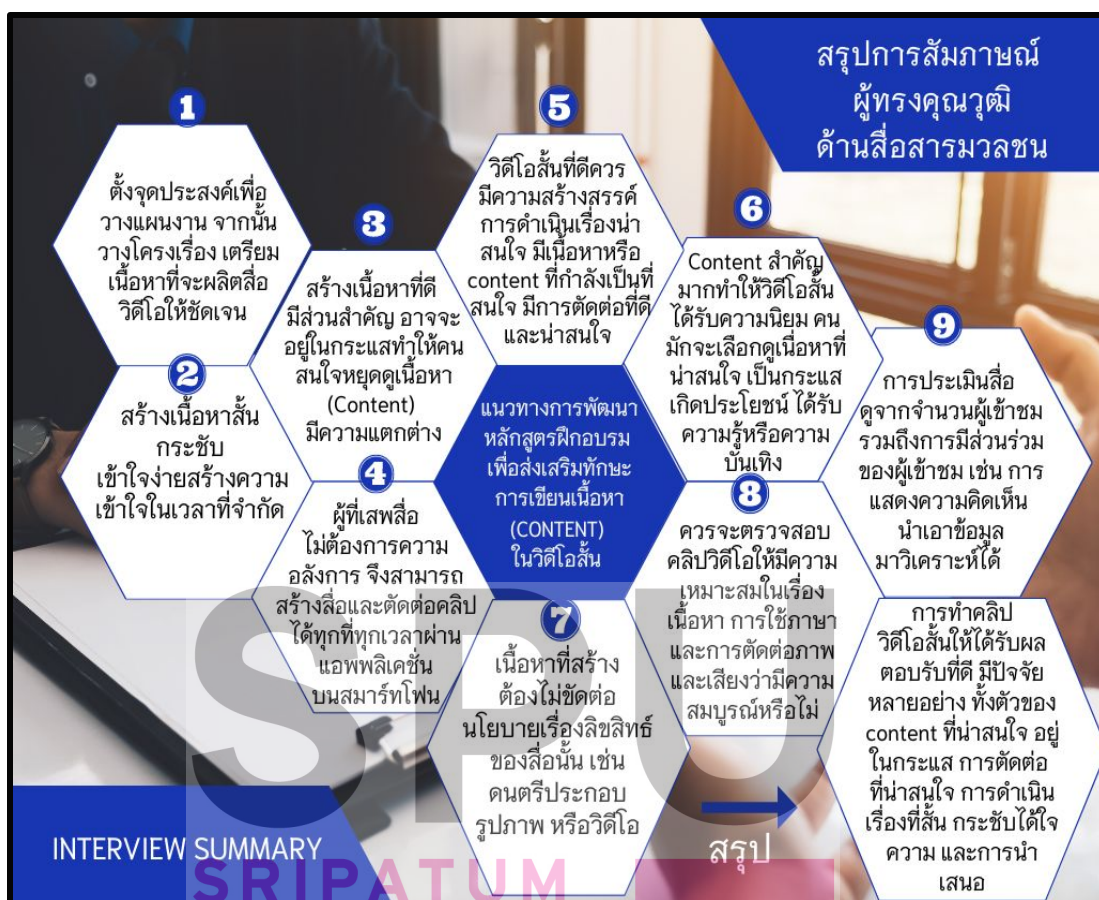 สรุปการสัมภาษณ์
ผู้ทรงคุณวุฒิ
ด้านสื่อสารมวลชน
1
ตั้งจุดประสงค์เพื่อ
วางแผนงาน จากนั้น
วางโครงเรื่อง เตรียม
เนื้อหาที่จะผลิตสื่อ
วิดีโอให้ชัดเจน
2
สร้างเนื้อหาสั้น
กระชับ
เข้าใจง่ายสร้างความ
เข้าใจในเวลาที่จำกัด
3
สร้างเนื้อหาที่ดี
มีส่วนสำคัญ อาจจะ
อยู่ในกระแสทำให้คน
สนใจหยุดดูเนื้อหา
(Content)
มีความแตกต่าง
4
ผู้ที่เสพสื่อ
ไม่ต้องการความ
อลังการ จึงสามารถ
สร้างสื่อและตัดต่อคลิป
ได้ทุกที่ทุกเวลาผ่าน
แอพพลิเคชั่น
บนสมาร์ทโฟน
5
วิดีโอสั้นที่ดีควร
มีความสร้างสรรค์
การดำเนินเรื่องน่า
สนใจ มีเนื้อหาหรือ
content ที่กำลังเป็นที่
สนใจ มีการตัดต่อที่ดี
และน่าสนใจ
แนวทางการพัฒนา
หลักสูตรฝึกอบรม
เพื่อส่งเสริมทักษะ
การเขียนเนื้อหา
(CONTENT)
ในวิดีโอสั้น
6
Content สำคัญ
มากทำให้วิดีโอสั้น
ได้รับความนิยม คน
มักจะเลือกดูเนื้อหาที่
น่าสนใจ เป็นกระแส
เกิดประโยชน์ ได้รับ
ความรู้หรือความ
บันเทิง
7
เนื้อหาที่สร้าง
ต้องไม่ขัดต่อ
นโยบายเรื่องลิขสิทธ์
ของสื่อนั้น เช่น
ดนตรีประกอบ
รูปภาพ หรือวิดีโอ
8
ควรจะตรวจสอบ
คลิปวิดีโอให้มีความ
เหมาะสมในเรื่อง
เนื้อหา การใช้ภาษา
และการตัดต่อภาพ
และเสียงว่ามีความ
สมบูรณ์หรือไม่
9
การประเมินสื่อ
ดูจากจำนวนผู้เข้าชม
รวมถึงการมีส่วนร่วม
ของผู้เข้าชม เช่น การ
แสดงความคิดเห็น
นำเอาข้อมูล
มาวิเคราะห์ได้
สรุป
การทำคลิป
วิดีโอสั้นให้ได้รับผล
ตอบรับที่ดี มีปัจจัย
หลายอย่าง ทั้งตัวของ
content ที่น่าสนใจ อยู่
ในกระแส การตัดต่อ
ที่น่าสนใจ การดำเนิน
เรื่องที่สั้น กระชับได้ใจ
ความ และการนำ
เสนอ
INTERVIEW SUMMARY
SPU
SRIPATUM